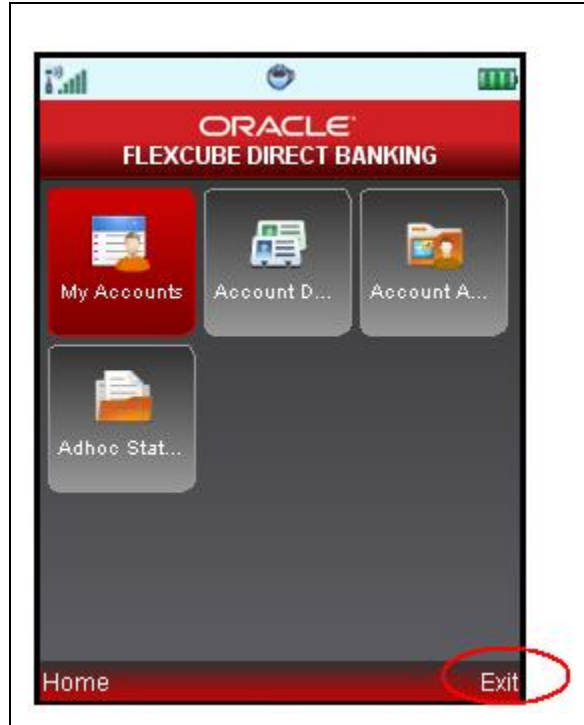 ORACLE
FLEXCUBE DIRECT BANKING
My Accounts
Account D...
Account A...
Adhoc Stat...
Home
Exit